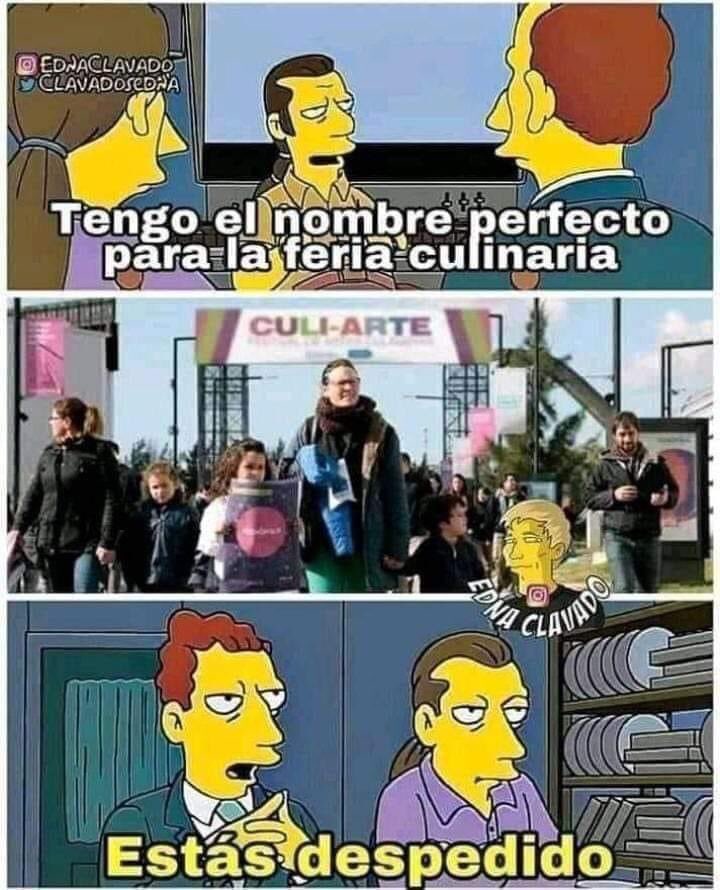 EDNACLAVADO
CLAVADOSEDNA
Tengo el nombre perfecto
para la feria culinaria
CULI-ARTE
EDNA CLAVADO
Estás despedido